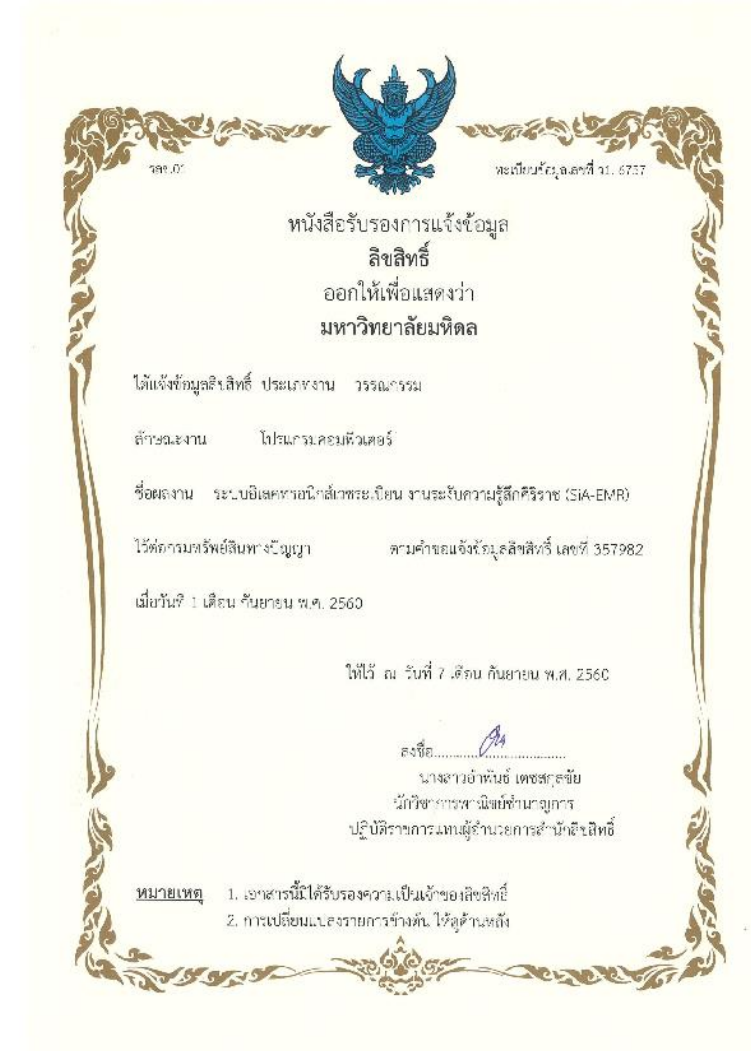 ทะเบียนข้อมูลเลขที่ ว1. 6737
หนังสือรับรองการแจ้งข้อมูล
ลิขสิทธิ์
ออกให้เพื่อแสดงว่า
มหาวิทยาลัยมหิดล
ได้แจ้งข้อมูลลิขสิทธิ์ ประเภทงาน วรรณกรรม
ลักษณะงาน โปรแกรมคอมพิวเตอร์
ชื่อผลงาน ระบบอิเลคทรอนิกส์เวชระเบียน งานระงับความรู้สึกศิริราช (SiA-EMR)
ไว้ต่อกรมทรัพย์สินทางปัญญา ตามคำขอแจ้งข้อมูลลิขสิทธิ์ เลขที่ 357982
เมื่อวันที่ 1 เดือน กันยายน พ.ศ. 2560
ให้ไว้ ณ วันที่ 7 เดือน กันยายน พ.ศ. 2560
ลงชื่อ
นางสาวอำพันธ์ เดชสกุลชัย
นักวิชาการพาณิชย์ชำนาญการ
ปฏิบัติราชการแทนผู้อำนวยการสำนักลิขสิทธิ์
หมายเหตุ 1. เอกสารนี้มิได้รับรองความเป็นเจ้าของลิขสิทธิ์
2. การเปลี่ยนแปลงรายการข้างต้น ให้ดูด้านหลัง